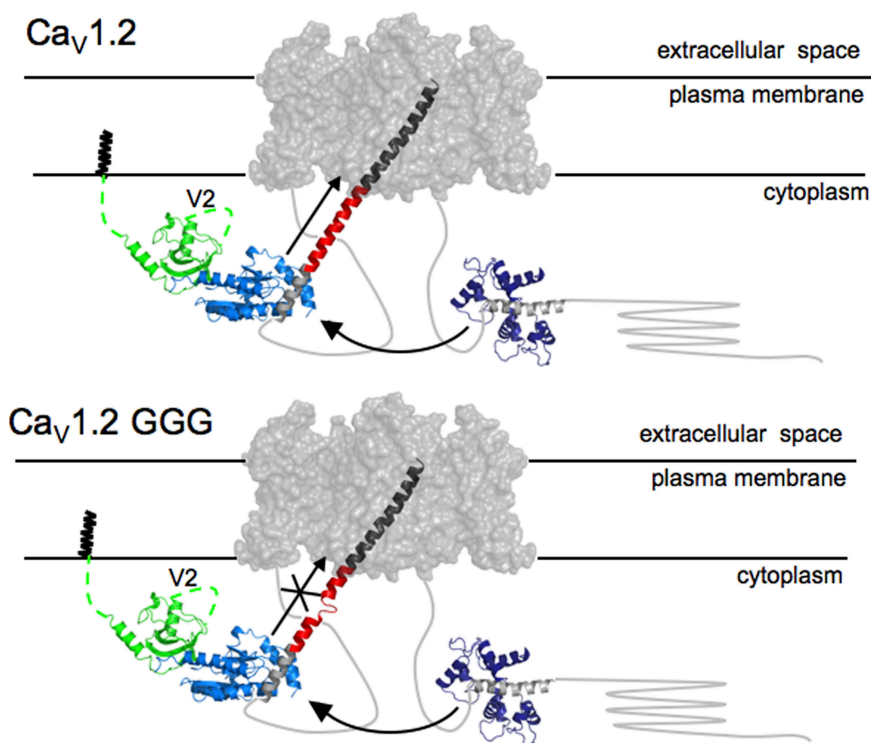 CaV1.2
extracellular space
plasma membrane
cytoplasm
V2
CaV1.2 GGG
extracellular space
plasma membrane
cytoplasm
V2